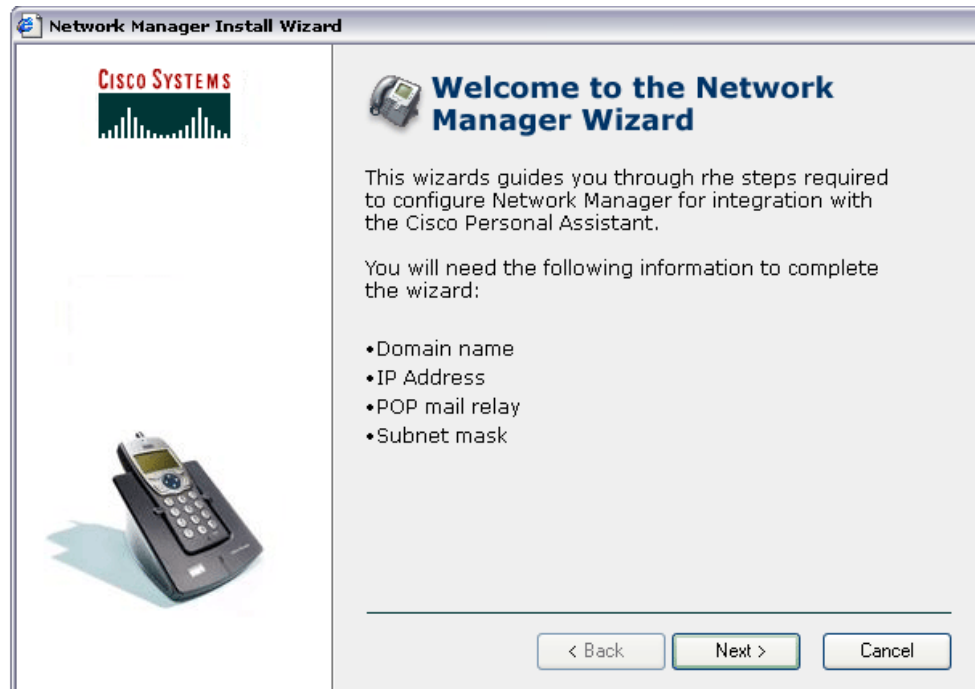 Network Manager Install Wizard
CISCO SYSTEMS
Welcome to the Network
Manager Wizard
This wizards guides you through rhe steps required
to configure Network Manager for integration with
the Cisco Personal Assistant.
You will need the following information to complete
the wizard:
•Domain name
•IP Address
•POP mail relay
•Subnet mask
< Back
Next >
Cancel